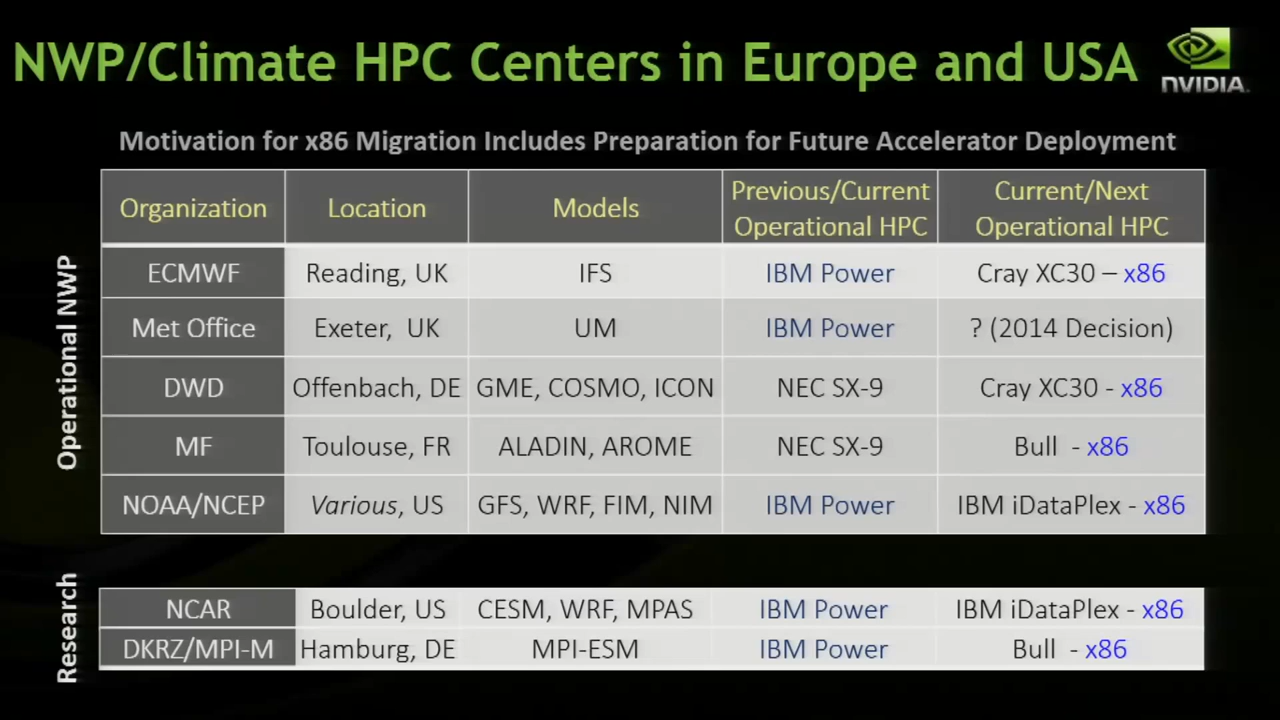 NWP/Climate HPC Centers in Europe and USA
NVIDIA.
Motivation for x86 Migration Includes Preparation for Future Accelerator Deployment
Organization Location Models Previous/Current Operational HPC Current/Next Operational HPC
Operational NWP
ECMWF Reading, UK IFS IBM Power Cray XC30 – x86
Met Office Exeter, UK UM IBM Power ? (2014 Decision)
DWD Offenbach, DE GME, COSMO, ICON NEC SX-9 Cray XC30 - x86
MF Toulouse, FR ALADIN, AROME NEC SX-9 Bull - x86
NOAA/NCEP Various, US GFS, WRF, FIM, NIM IBM Power IBM iDataPlex - x86
Research
NCAR Boulder, US CESM, WRF, MPAS IBM Power IBM iDataPlex - x86
DKRZ/MPI-M Hamburg, DE MPI-ESM IBM Power Bull - x86